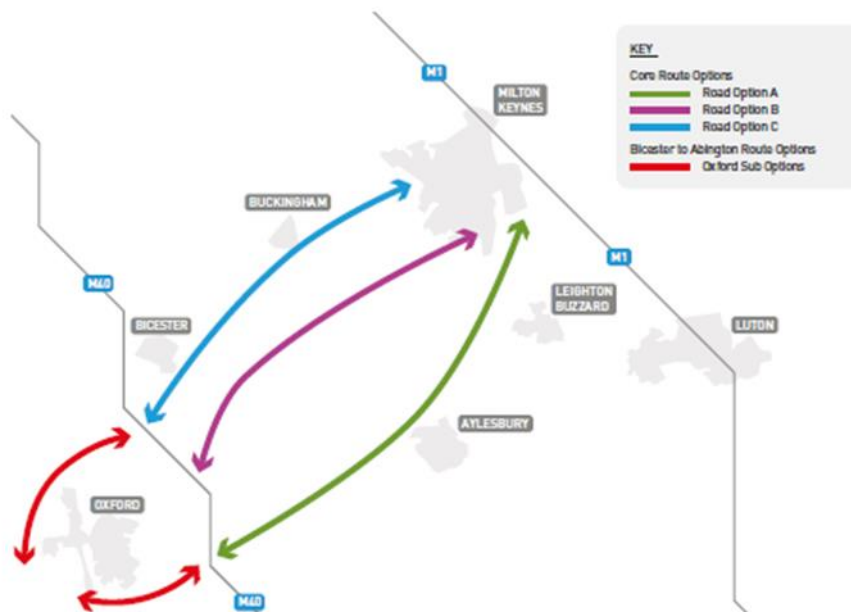 M1
MILTON
KEYNES
BUCKINGHAM
M40
BICESTER
M1
LEIGHTON
BUZZARD
LUTON
AYLESBURY
OXFORD
M40
KEY
Core Route Options
Road Option A
Road Option B
Road Option C
Bicester to Abington Route Options
Oxford Sub Options